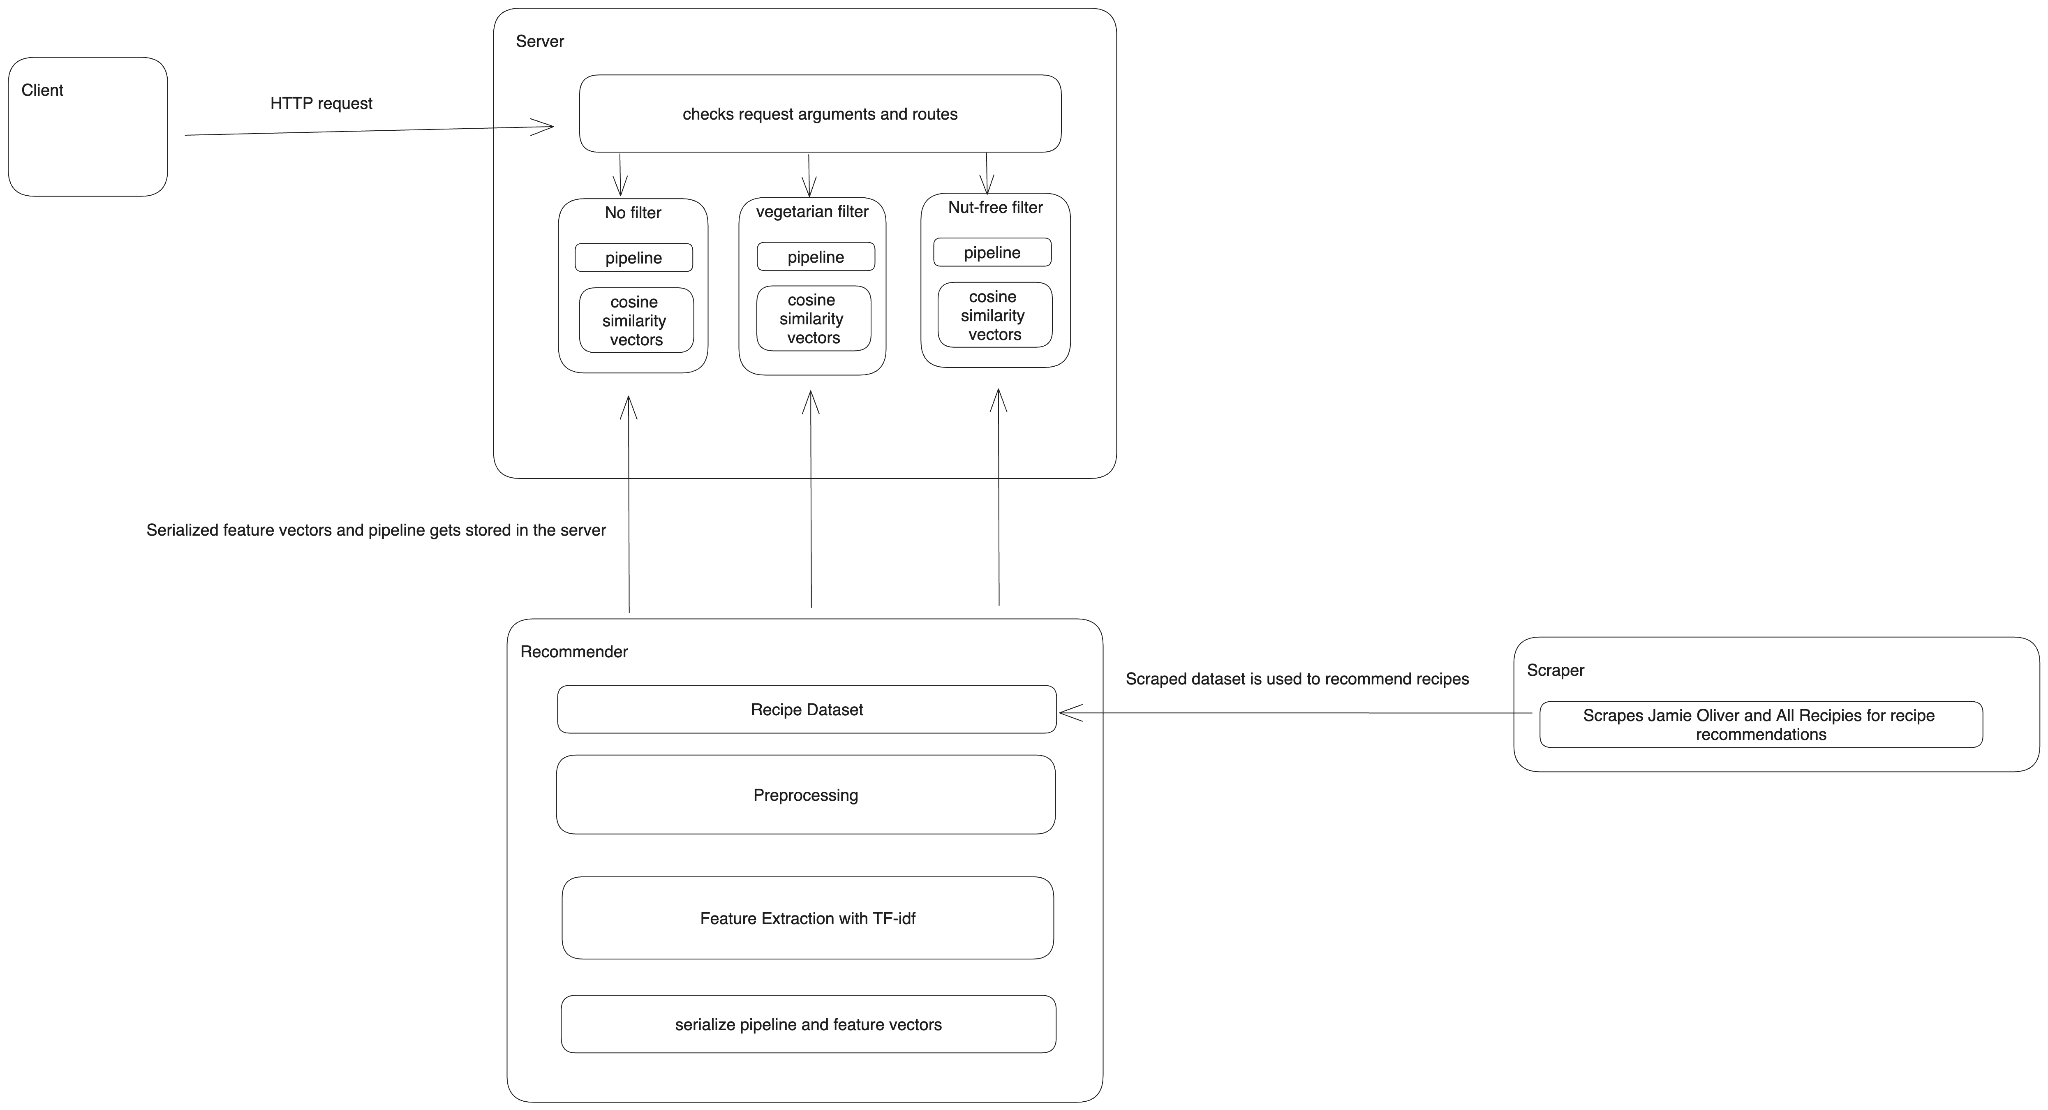 Server
Client
HTTP request
checks request arguments and routes
No filter
pipeline
cosine
similarity
vectors
vegetarian filter
pipeline
cosine
similarity
vectors
Nut-free filter
pipeline
cosine
similarity
vectors
Serialized feature vectors and pipeline gets stored in the server
Recommender
Recipe Dataset
Preprocessing
Feature Extraction with TF-idf
serialize pipeline and feature vectors
Scraped dataset is used to recommend recipes
Scraper
Scrapes Jamie Oliver and All Recipies for recipe
recommendations